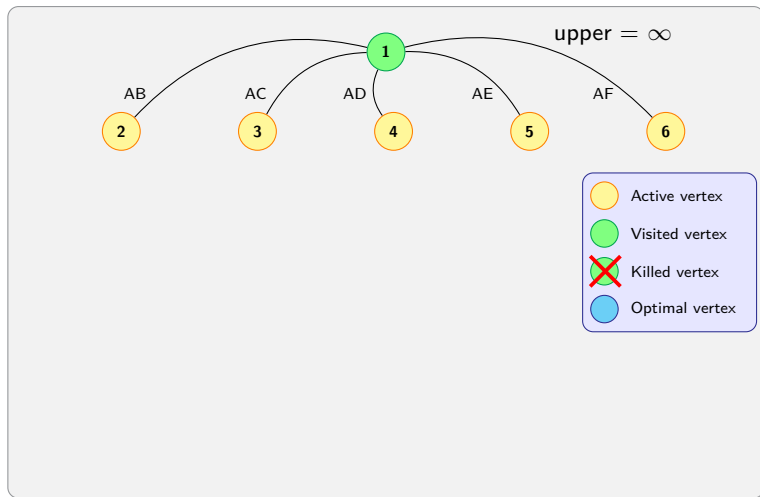 upper = ∞
1
AB
AC
AD
AE
AF
2
3
4
5
6
Active vertex
Visited vertex
Killed vertex
Optimal vertex